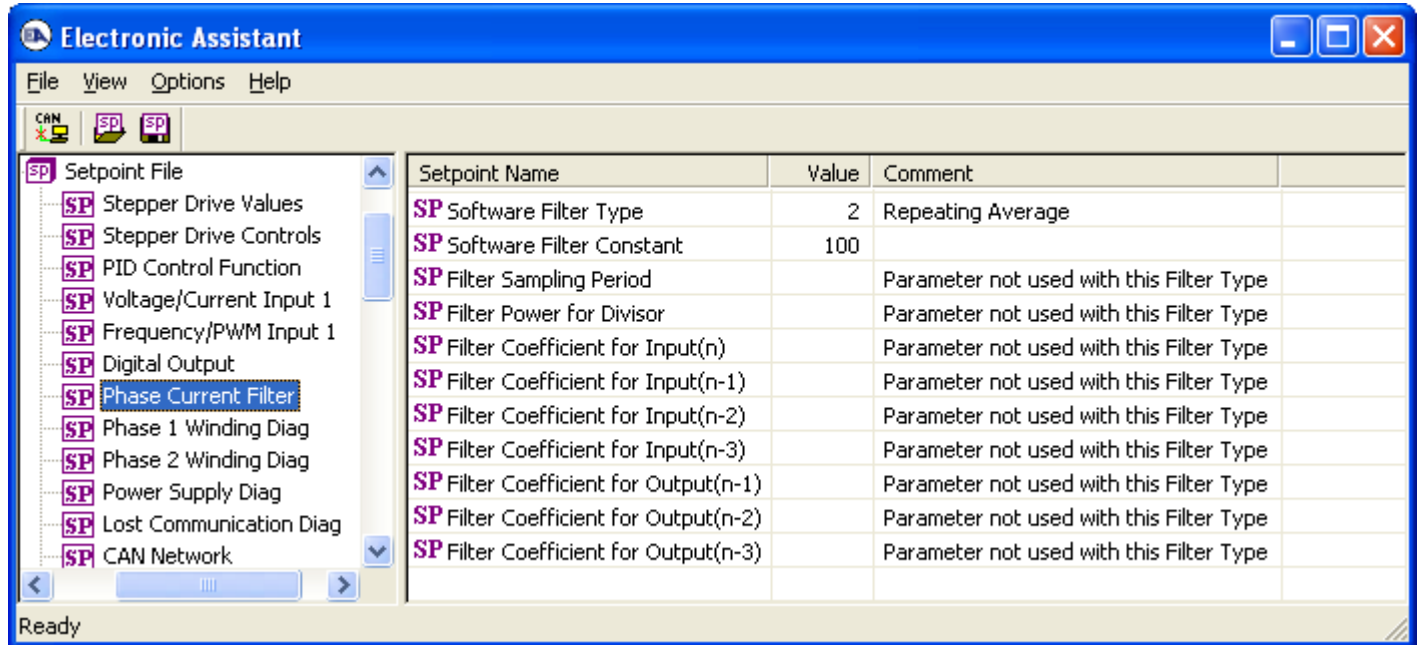 Electronic Assistant
File View Options Help
CAN
SP SP
SP Setpoint File
SP Stepper Drive Values
SP Stepper Drive Controls
SP PID Control Function
SP Voltage/Current Input 1
SP Frequency/PWM Input 1
SP Digital Output
SP Phase Current Filter
SP Phase 1 Winding Diag
SP Phase 2 Winding Diag
SP Power Supply Diag
SP Lost Communication Diag
SP CAN Network
Setpoint Name Value Comment
SP Software Filter Type 2 Repeating Average
SP Software Filter Constant 100
SP Filter Sampling Period Parameter not used with this Filter Type
SP Filter Power for Divisor Parameter not used with this Filter Type
SP Filter Coefficient for Input(n) Parameter not used with this Filter Type
SP Filter Coefficient for Input(n-1) Parameter not used with this Filter Type
SP Filter Coefficient for Input(n-2) Parameter not used with this Filter Type
SP Filter Coefficient for Input(n-3) Parameter not used with this Filter Type
SP Filter Coefficient for Output(n-1) Parameter not used with this Filter Type
SP Filter Coefficient for Output(n-2) Parameter not used with this Filter Type
SP Filter Coefficient for Output(n-3) Parameter not used with this Filter Type
Ready